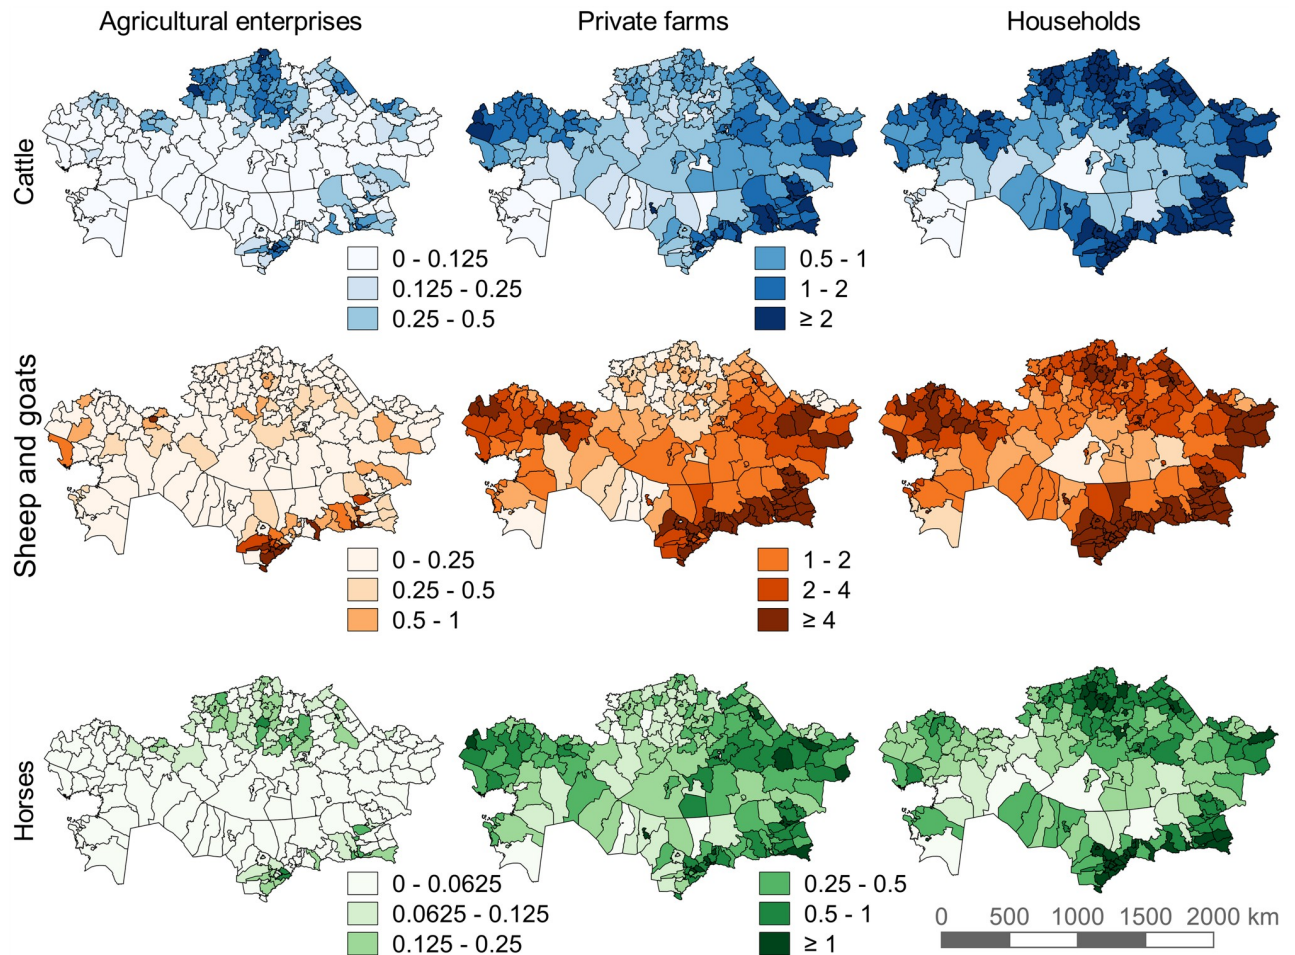 Agricultural enterprises Private farms Households
Cattle
0 - 0.125 0.5 - 1
0.125 - 0.25 1 - 2
0.25 - 0.5 ≥ 2
Sheep and goats
0 - 0.25 1 - 2
0.25 - 0.5 2 - 4
0.5 - 1 ≥ 4
Horses
0 - 0.0625 0.25 - 0.5
0.0625 - 0.125 0.5 - 1
0.125 - 0.25 ≥ 1
0 500 1000 1500 2000 km